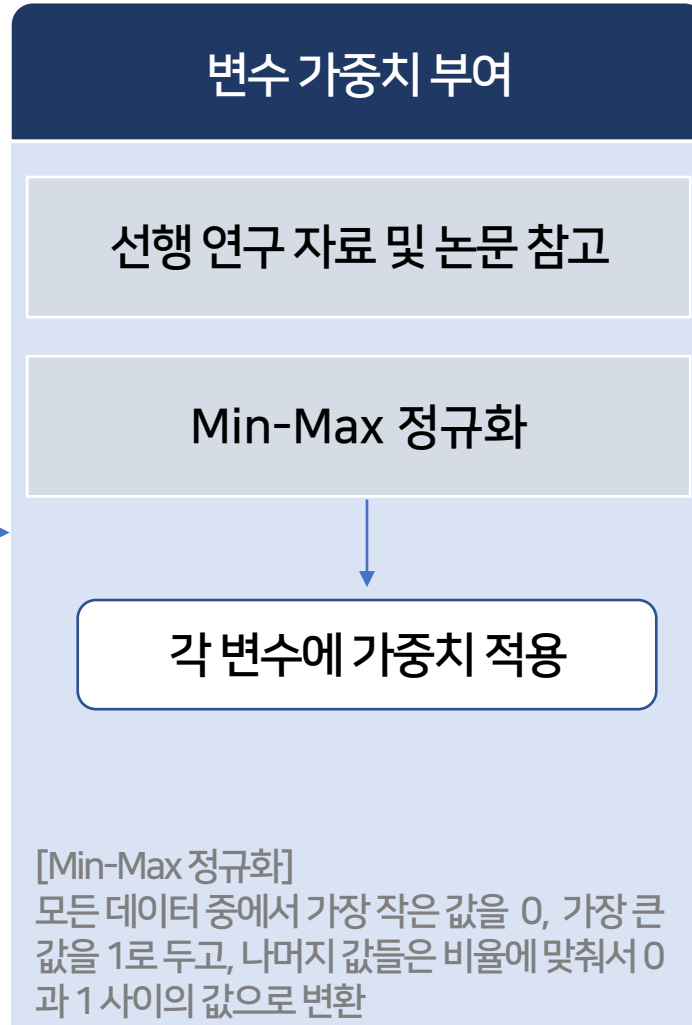 변수 가중치 부여
선행 연구 자료 및 논문 참고
Min-Max 정규화
각 변수에 가중치 적용
[Min-Max 정규화]
모든 데이터 중에서 가장 작은 값을 0, 가장 큰
값을 1로 두고, 나머지 값들은 비율에 맞춰서 0
과 1 사이의 값으로 변환